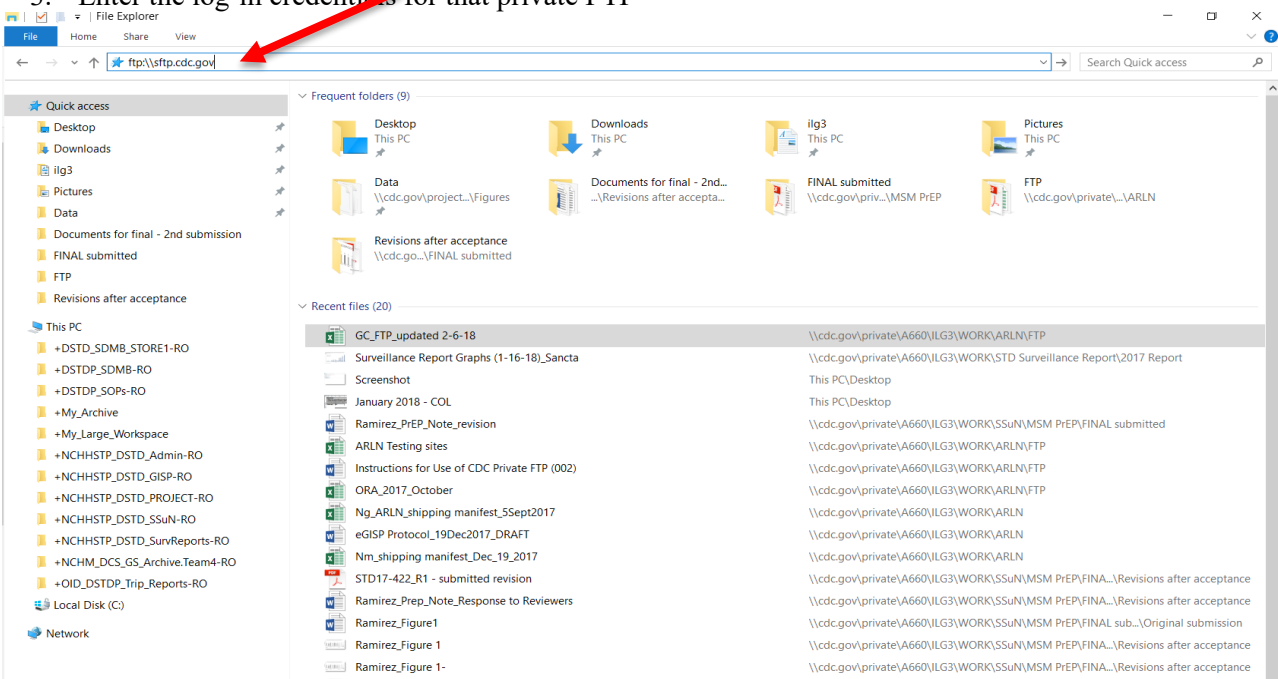 3. Enter the log-in credentials for that private FTP
File Explorer
File Home Share View
ftp:\\sftp.cdc.gov
Search Quick access
Quick access
Desktop
Downloads
ilg3
Pictures
Data
Documents for final - 2nd submission
FINAL submitted
FTP
Revisions after acceptance
This PC
+DSTD_SDMB_STORE1-RO
+DSTDP_SDMB-RO
+DSTDP_SOPs-RO
+My_Archive
+My_Large_Workspace
+NCHHSTP_DSTD_Admin-RO
+NCHHSTP_DSTD_GISP-RO
+NCHHSTP_DSTD_PROJECT-RO
+NCHHSTP_DSTD_SSuN-RO
+NCHHSTP_DSTD_SurvReports-RO
+NCHM_DCS_GS_Archive.Team4-RO
+OID_DSTDP_Trip_Reports-RO
Local Disk (C:)
Network
Frequent folders (9)
Desktop
This PC
Downloads
This PC
ilg3
This PC
Pictures
This PC
Data
\\cdc.gov\project...\Figures
Documents for final - 2nd...
...\Revisions after accepta...
FINAL submitted
\\cdc.gov\priv...\MSM PrEP
FTP
\\cdc.gov\private\...\ARLN
Revisions after acceptance
\\cdc.go...\FINAL submitted
Recent files (20)
GC_FTP_updated 2-6-18 \\cdc.gov\private\A660\ILG3\WORK\ARLN\FTP
Surveillance Report Graphs (1-16-18)_Sancta \\cdc.gov\private\A660\ILG3\WORK\STD Surveillance Report\2017 Report
Screenshot This PC\Desktop
January 2018 - COL This PC\Desktop
Ramirez_PrEP_Note_revision \\cdc.gov\private\A660\ILG3\WORK\SSuN\MSM PrEP\FINAL submitted
ARLN Testing sites \\cdc.gov\private\A660\ILG3\WORK\ARLN\FTP
Instructions for Use of CDC Private FTP (002) \\cdc.gov\private\A660\ILG3\WORK\ARLN\FTP
ORA_2017_October \\cdc.gov\private\A660\ILG3\WORK\ARLN\FTP
Ng_ARLN_shipping manifest_5Sept2017 \\cdc.gov\private\A660\ILG3\WORK\ARLN
eGISP Protocol_19Dec2017_DRAFT \\cdc.gov\private\A660\ILG3\WORK\ARLN
Nm_shipping manifest_Dec_19_2017 \\cdc.gov\private\A660\ILG3\WORK\ARLN
STD17-422_R1 - submitted revision \\cdc.gov\private\A660\ILG3\WORK\SSuN\MSM PrEP\FINA...\Revisions after acceptance
Ramirez_Prep_Note_Response to Reviewers \\cdc.gov\private\A660\ILG3\WORK\SSuN\MSM PrEP\FINA...\Revisions after acceptance
Ramirez_Figure1 \\cdc.gov\private\A660\ILG3\WORK\SSuN\MSM PrEP\FINAL sub...\Original submission
Ramirez_Figure 1 \\cdc.gov\private\A660\ILG3\WORK\SSuN\MSM PrEP\FINA...\Revisions after acceptance
Ramirez_Figure 1- \\cdc.gov\private\A660\ILG3\WORK\SSuN\MSM PrEP\FINA...\Revisions after acceptance